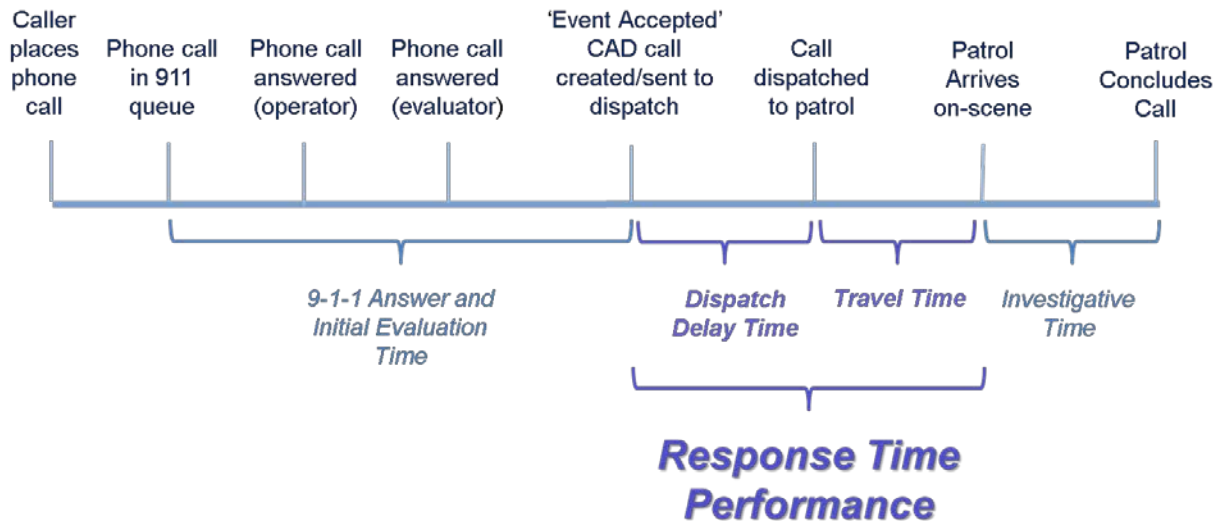 Caller
places
phone
call
Phone call
in 911
queue
Phone call
answered
(operator)
Phone call
answered
(evaluator)
‘Event Accepted’
CAD call
created/sent to
dispatch
Call
dispatched
to patrol
Patrol
Arrives
on-scene
Patrol
Concludes
Call
9-1-1 Answer and
Initial Evaluation
Time
Dispatch
Delay Time
Travel Time
Investigative
Time
Response Time
Performance